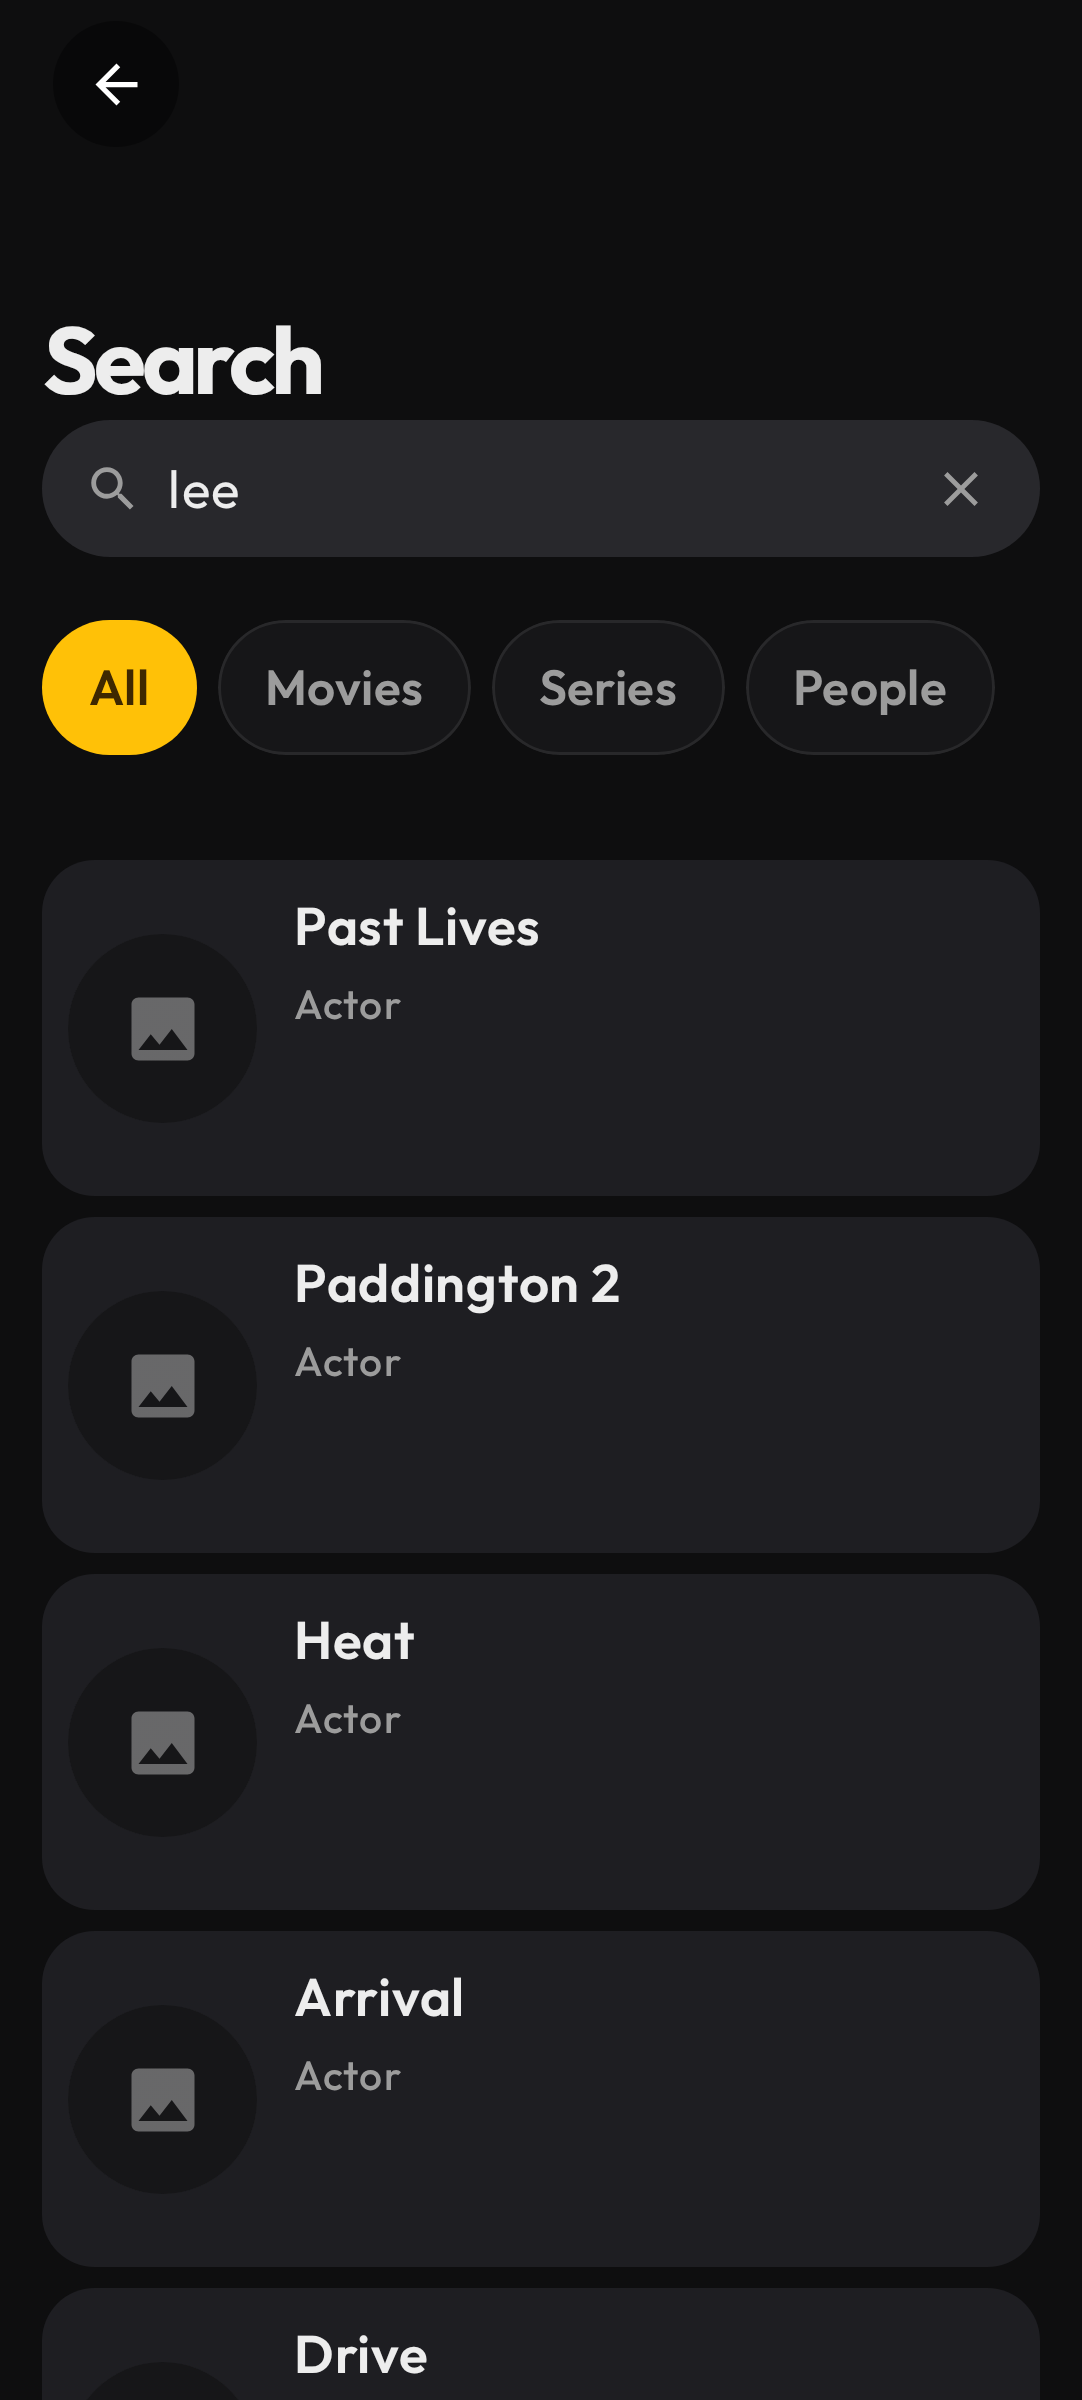 Search
lee
All
Movies
Series
People
Past Lives
Actor
Paddington 2
Actor
Heat
Actor
Arrival
Actor
Drive